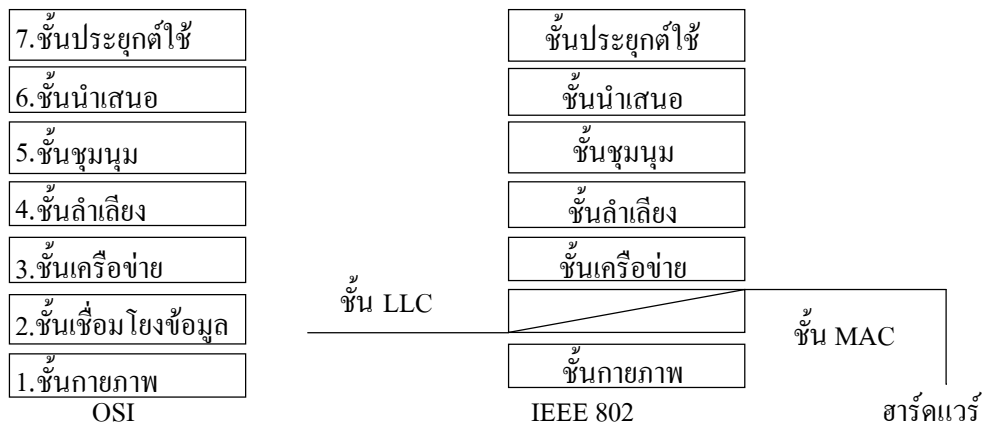 7.ชั้นประยุกต์ใช้
6.ชั้นนำเสนอ
5.ชั้นชุมนุม
4.ชั้นลำเลียง
3.ชั้นเครือข่าย
2.ชั้นเชื่อมโยงข้อมูล
1.ชั้นกายภาพ
OSI
ชั้น LLC
ชั้นประยุกต์ใช้
ชั้นนำเสนอ
ชั้นชุมนุม
ชั้นลำเลียง
ชั้นเครือข่าย
ชั้นกายภาพ
IEEE 802
ชั้น MAC
ฮาร์ดแวร์